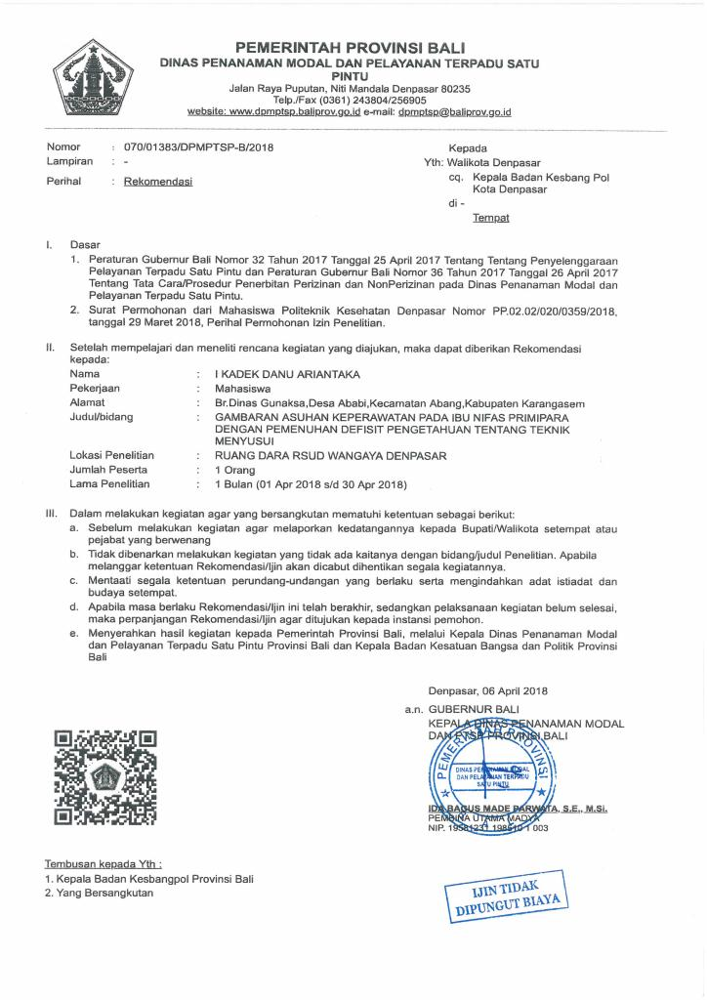 PEMERINTAH PROVINSI BALI
DINAS PENANAMAN MODAL DAN PELAYANAN TERPADU SATU
PINTU
Jalan Raya Puputan, Niti Mandala Denpasar 80235
Telp./Fax (0361) 243804/256905
website: www.dpmptsp.baliprov.go.id e-mail: dpmptsp@baliprov.go.id
Nomor : 070/01383/DPMPTSP-B/2018
Lampiran : -
Perihal : Rekomendasi
Kepada
Yth: Walikota Denpasar
cq. Kepala Badan Kesbang Pol
Kota Denpasar
di -
Tempat
I. Dasar
1. Peraturan Gubernur Bali Nomor 32 Tahun 2017 Tanggal 25 April 2017 Tentang Tentang Penyelenggaraan
Pelayanan Terpadu Satu Pintu dan Peraturan Gubernur Bali Nomor 36 Tahun 2017 Tanggal 26 April 2017
Tentang Tata Cara/Prosedur Penerbitan Perizinan dan NonPerizinan pada Dinas Penanaman Modal dan
Pelayanan Terpadu Satu Pintu.
2. Surat Permohonan dari Mahasiswa Politeknik Kesehatan Denpasar Nomor PP.02.02/020/0359/2018,
tanggal 29 Maret 2018, Perihal Permohonan Izin Penelitian.
II. Setelah mempelajari dan meneliti rencana kegiatan yang diajukan, maka dapat diberikan Rekomendasi
kepada:
Nama : I KADEK DANU ARIANTAKA
Pekerjaan : Mahasiswa
Alamat : Br.Dinas Gunaksa,Desa Ababi,Kecamatan Abang,Kabupaten Karangasem
Judul/bidang : GAMBARAN ASUHAN KEPERAWATAN PADA IBU NIFAS PRIMIPARA
DENGAN PEMENUHAN DEFISIT PENGETAHUAN TENTANG TEKNIK
MENYUSUI
Lokasi Penelitian : RUANG DARA RSUD WANGAYA DENPASAR
Jumlah Peserta : 1 Orang
Lama Penelitian : 1 Bulan (01 Apr 2018 s/d 30 Apr 2018)
III. Dalam melakukan kegiatan agar yang bersangkutan mematuhi ketentuan sebagai berikut:
a. Sebelum melakukan kegiatan agar melaporkan kedatangannya kepada Bupati/Walikota setempat atau
pejabat yang berwenang
b. Tidak dibenarkan melakukan kegiatan yang tidak ada kaitanya dengan bidang/judul Penelitian. Apabila
melanggar ketentuan Rekomendasi/Ijin akan dicabut dihentikan segala kegiatannya.
c. Mentaati segala ketentuan perundang-undangan yang berlaku serta mengindahkan adat istiadat dan
budaya setempat.
d. Apabila masa berlaku Rekomendasi/Ijin ini telah berakhir, sedangkan pelaksanaan kegiatan belum selesai,
maka perpanjangan Rekomendasi/Ijin agar ditujukan kepada instansi pemohon.
e. Menyerahkan hasil kegiatan kepada Pemerintah Provinsi Bali, melalui Kepala Dinas Penanaman Modal
dan Pelayanan Terpadu Satu Pintu Provinsi Bali dan Kepala Badan Kesatuan Bangsa dan Politik Provinsi
Bali
Denpasar, 06 April 2018
a.n. GUBERNUR BALI
KEPALA DINAS PENANAMAN MODAL
DAN PTSP PROVINSI BALI
PEMERINTAH PROVINSI
DINAS PENANAMAN MODAL
DAN PELAYANAN TERPADU
SATU PINTU
IDA BAGUS MADE PARWATA, S.E., M.Si.
PEMBINA UTAMA MADYA
NIP. 19581231 1 003
Tembusan kepada Yth :
1. Kepala Badan Kesbangpol Provinsi Bali
2. Yang Bersangkutan
IJIN TIDAK
DIPUNGUT BIAYA